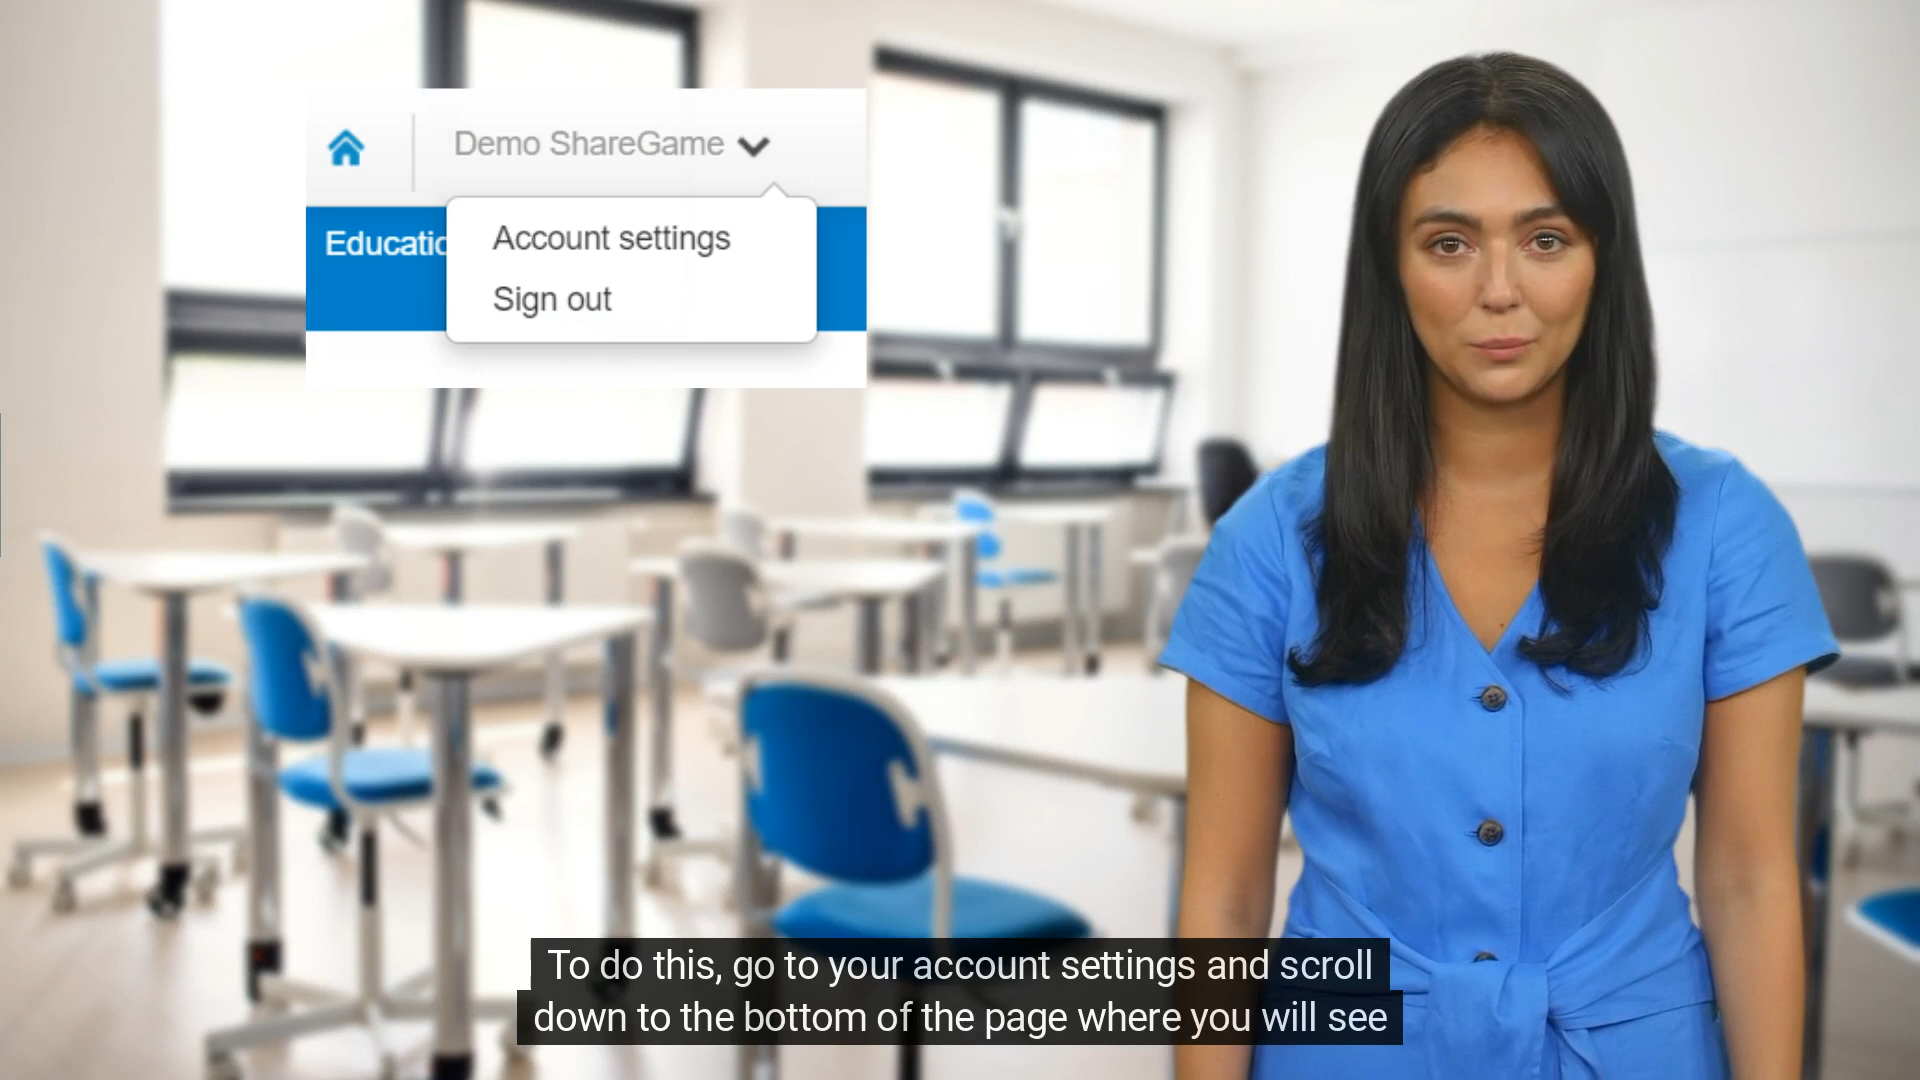 Demo ShareGame
Account settings
Educatio
Sign out
To do this, go to your account settings and scroll
down to the bottom of the page where you will see